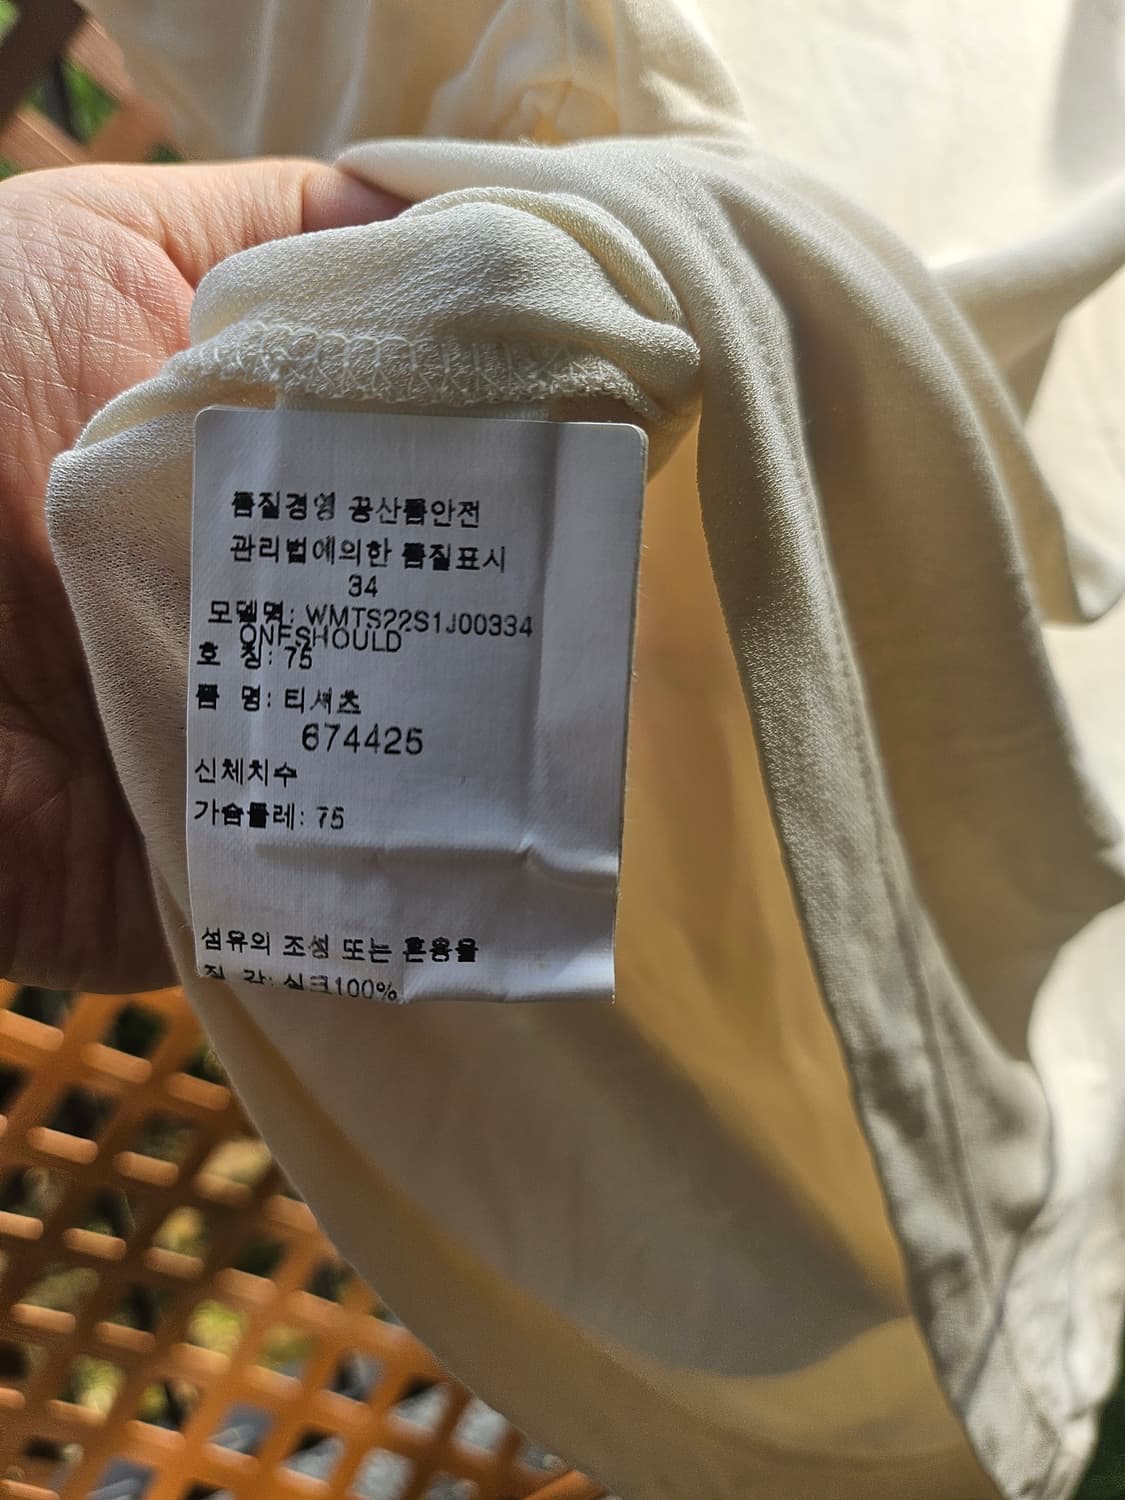 품질경영 공산품안전
관리법에의한 품질표시
34
모델명: WMTS22S1J00334
ONESHOULD
호 칭: 75
품 명: 티셔츠
674425
신체치수
가슴둘레: 75
섬유의 조성 또는 혼용율
겉 감: 실크100%